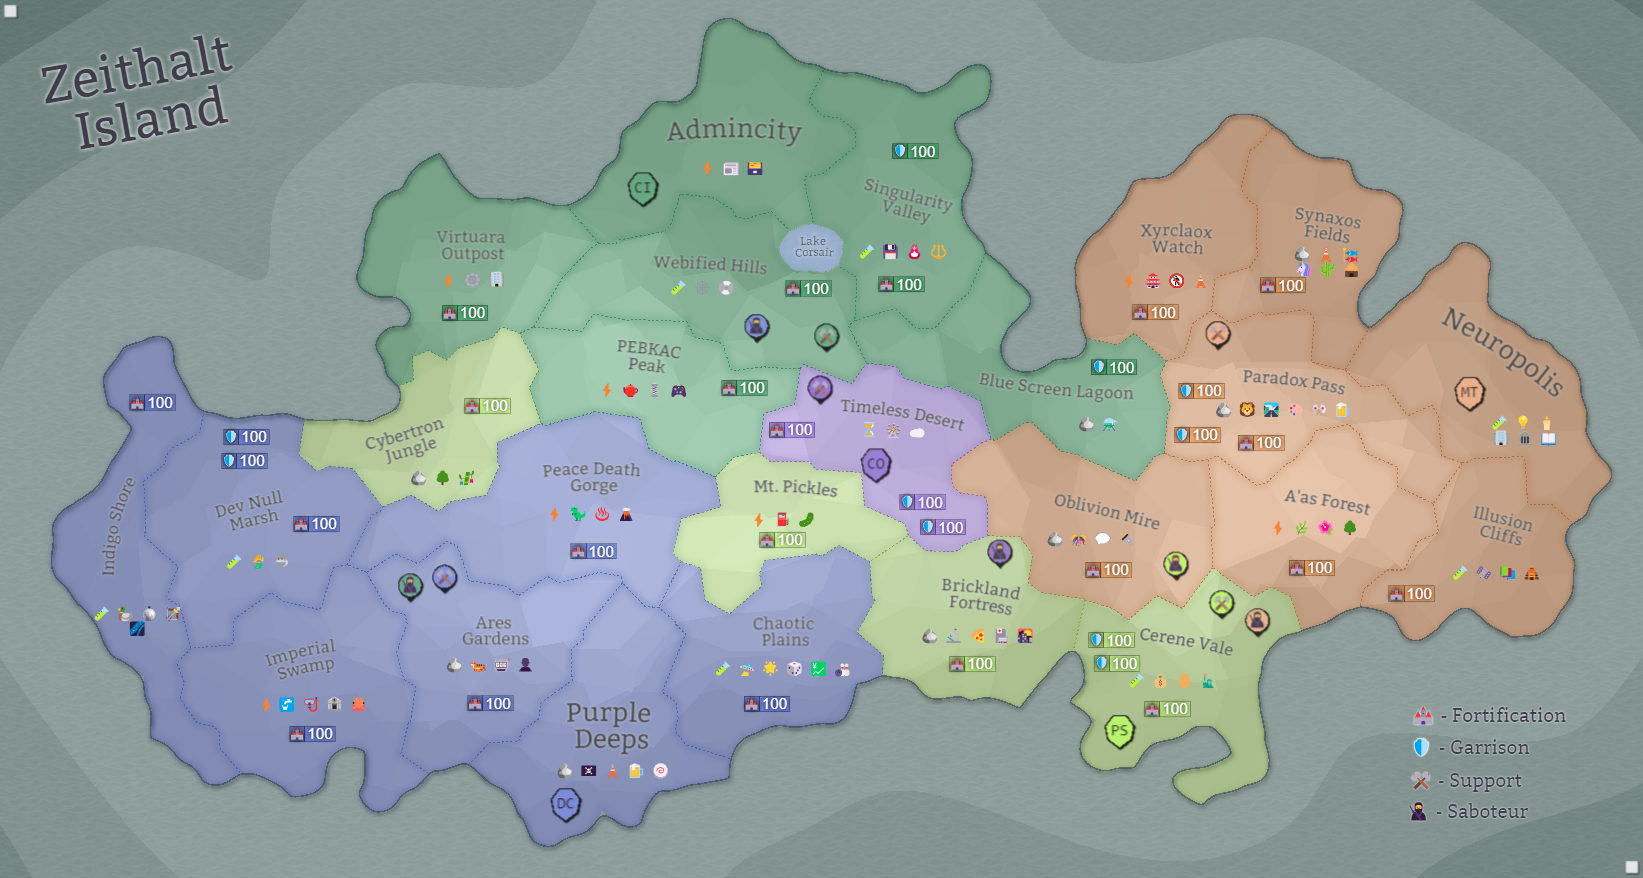 Zeithalt
Island
Admincity
CI
100
Singularity
Valley
Virtuara
Outpost
Lake
Corsair
Webified Hills
100
100
100
Xyrclaox
Watch
Synaxos
Fields
100
100
Neuropolis
MT
PEBKAC
Peak
100
Blue Screen Lagoon
100
Paradox Pass
100
100
100
100
100
Cybertron
Jungle
Timeless Desert
100
CO
100
100
100
100
Indigo Shore
Dev Null
Marsh
100
Peace Death
Gorge
100
Mt. Pickles
100
Oblivion Mire
100
A'as Forest
100
Illusion
Cliffs
100
Brickland
Fortress
100
Cerene Vale
100
100
100
PS
Imperial
Swamp
100
Ares
Gardens
100
Chaotic
Plains
100
Purple
Deeps
DC
- Fortification
- Garrison
- Support
- Saboteur